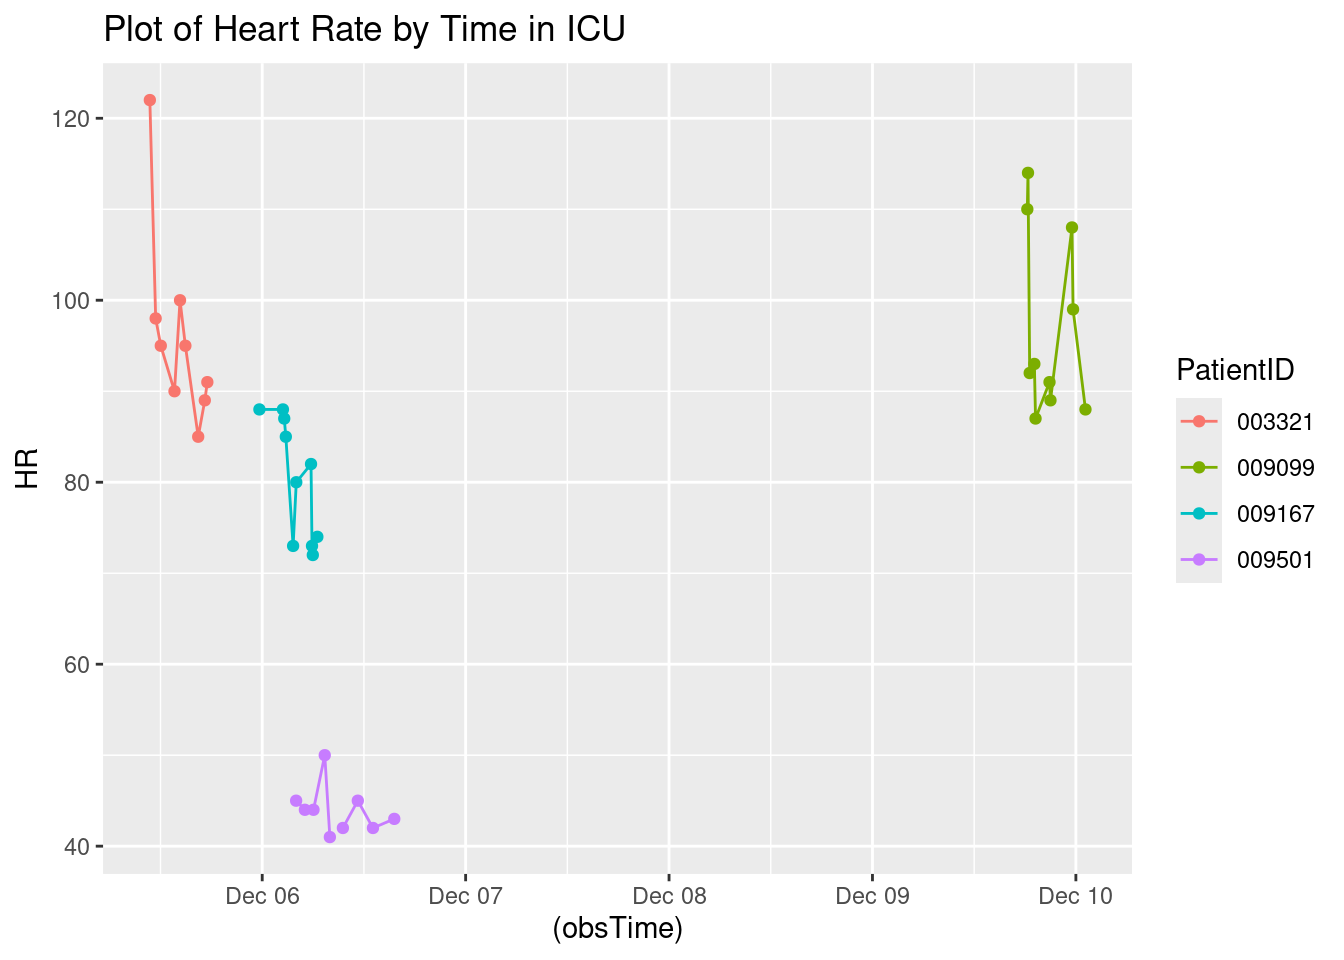 Plot of Heart Rate by Time in ICU
120
100
80
60
40
HR
Dec 06
Dec 07
Dec 08
Dec 09
Dec 10
(obsTime)
PatientID
003321
009099
009167
009501